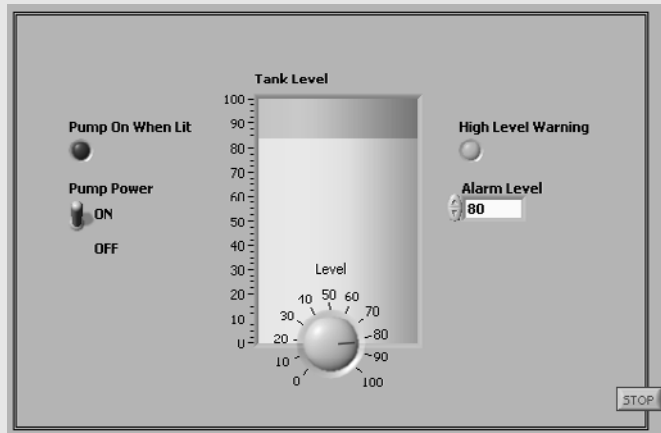 Tank Level
Pump On When Lit
Pump Power
ON
OFF
100
90
80
70
60
50
40
30
20
10
0
Level
0
10
20
30
40
50
60
70
80
90
100
High Level Warning
Alarm Level
80
STOP